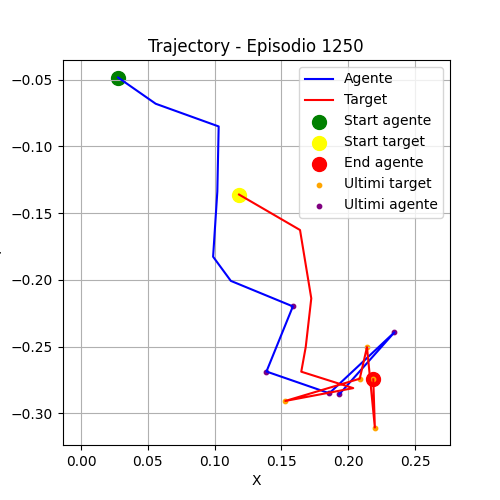 Trajectory - Episodio 1250
Agente
Target
Start agente
Start target
End agente
Ultimi target
Ultimi agente
−0.05
−0.10
−0.15
−0.20
−0.25
−0.30
0.00 0.05 0.10 0.15 0.20 0.25
X